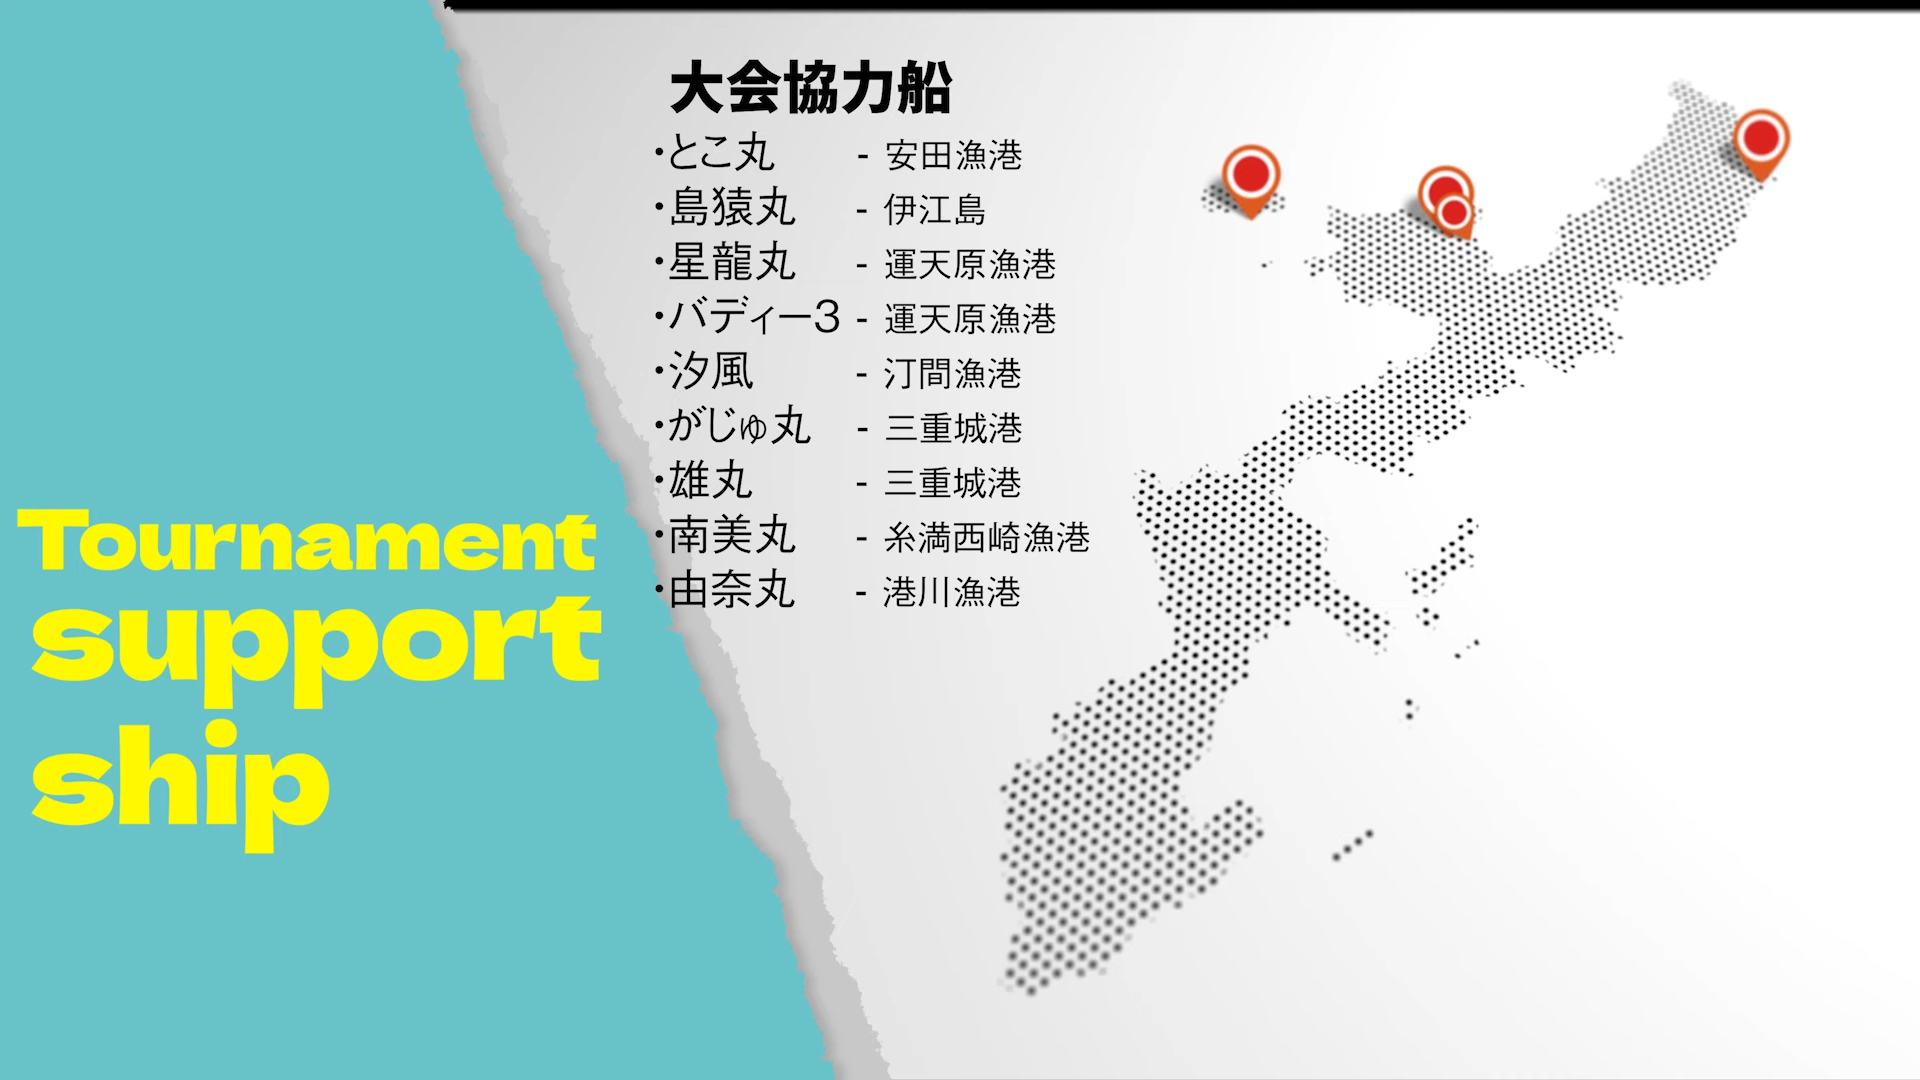 Tournament
support
ship
大会協力船
・とこ丸 - 安田漁港
・島猿丸 - 伊江島
・星龍丸 - 運天原漁港
・バディー3 - 運天原漁港
・汐風 - 汀間漁港
・がじゅ丸 - 三重城港
・雄丸 - 三重城港
・南美丸 - 糸満西崎漁港
・由奈丸 - 港川漁港